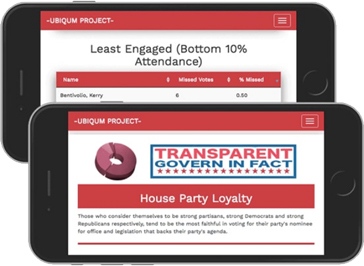 -UBIQUM PROJECT-
Least Engaged (Bottom 10%
Attendance)
Name Missed Votes % Missed
Bentivolio, Kerry 6 0.50
-UBIQUM PROJECT-
TRANSPARENT
GOVERN IN FACT
House Party Loyalty
Those who consider themselves to be strong partisans, strong Democrats and strong
Republicans respectively, tend to be the most faithful in voting for their party's nominee
for office and legislation that backs their party's agenda.